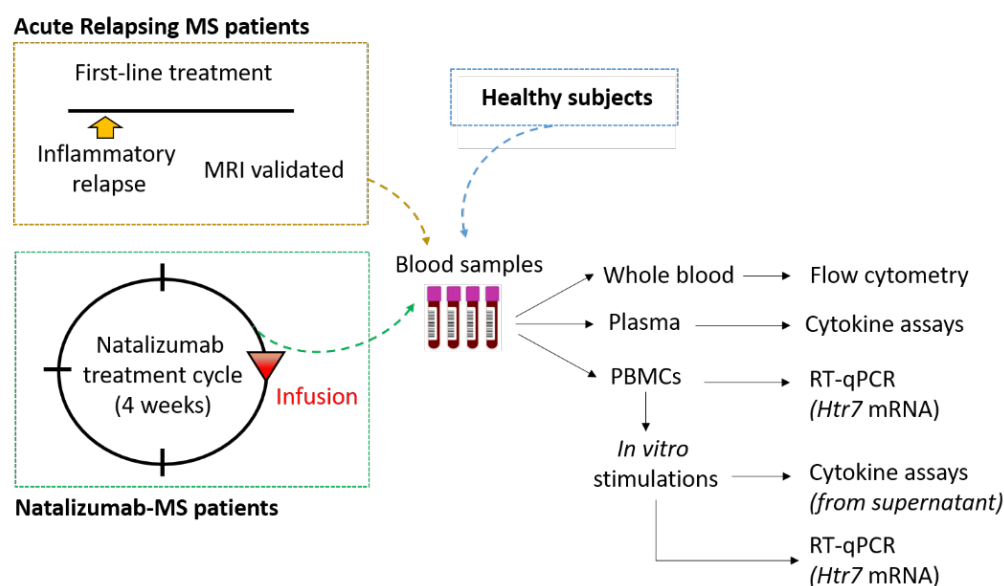 Acute Relapsing MS patients
First-line treatment
Inflammatory
relapse
MRI validated
Healthy subjects
Natalizumab
treatment cycle
(4 weeks)
Infusion
Natalizumab-MS patients
Blood samples
Whole blood
Flow cytometry
Plasma
Cytokine assays
PBMCs
RT-qPCR
(Htr7 mRNA)
In vitro
stimulations
Cytokine assays
(from supernatant)
RT-qPCR
(Htr7 mRNA)